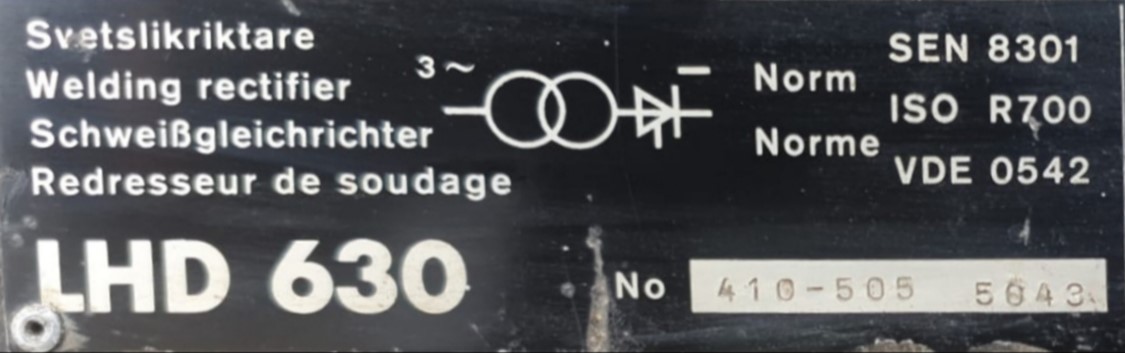 Svetslikriktare
Welding rectifier
Schweißgleichrichter
Redresseur de soudage
3~
Norm
Norme
SEN 8301
ISO R700
VDE 0542
LHD 630
No 410-505